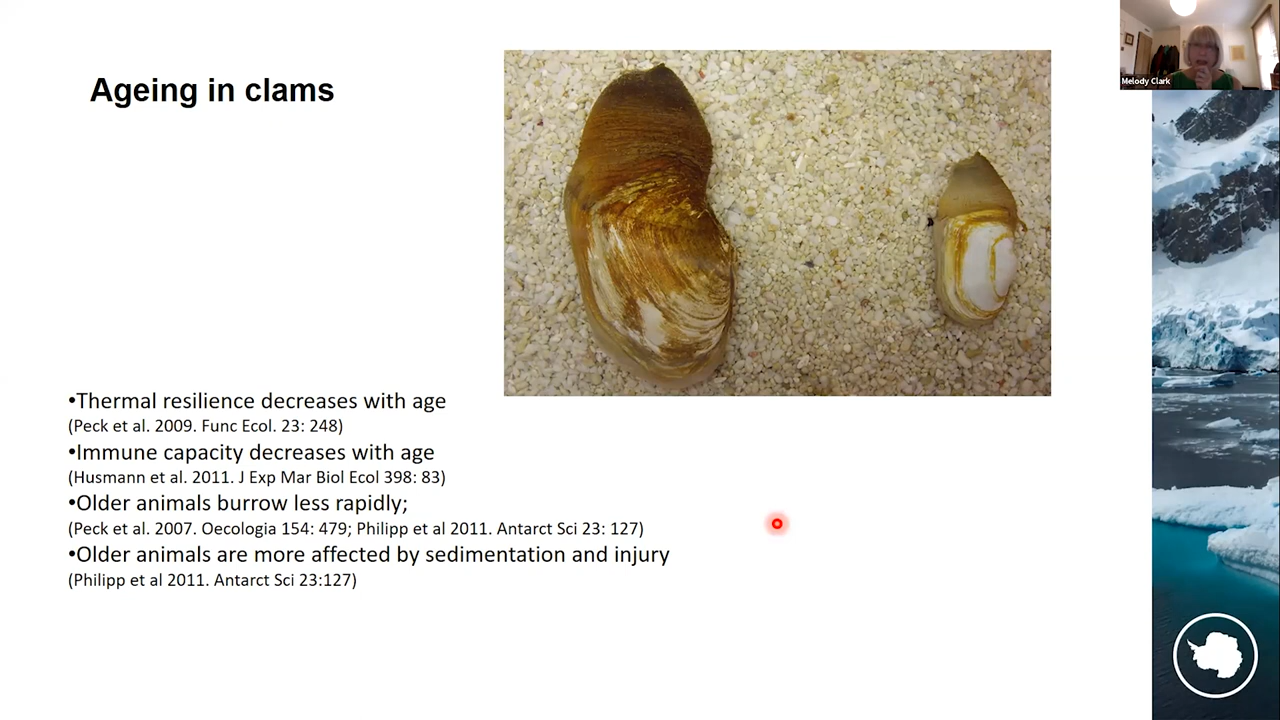 Ageing in clams
Melody Clark
•Thermal resilience decreases with age
(Peck et al. 2009. Func Ecol. 23: 248)
•Immune capacity decreases with age
(Husmann et al. 2011. J Exp Mar Biol Ecol 398: 83)
•Older animals burrow less rapidly;
(Peck et al. 2007. Oecologia 154: 479; Philipp et al 2011. Antarct Sci 23: 127)
•Older animals are more affected by sedimentation and injury
(Philipp et al 2011. Antarct Sci 23:127)